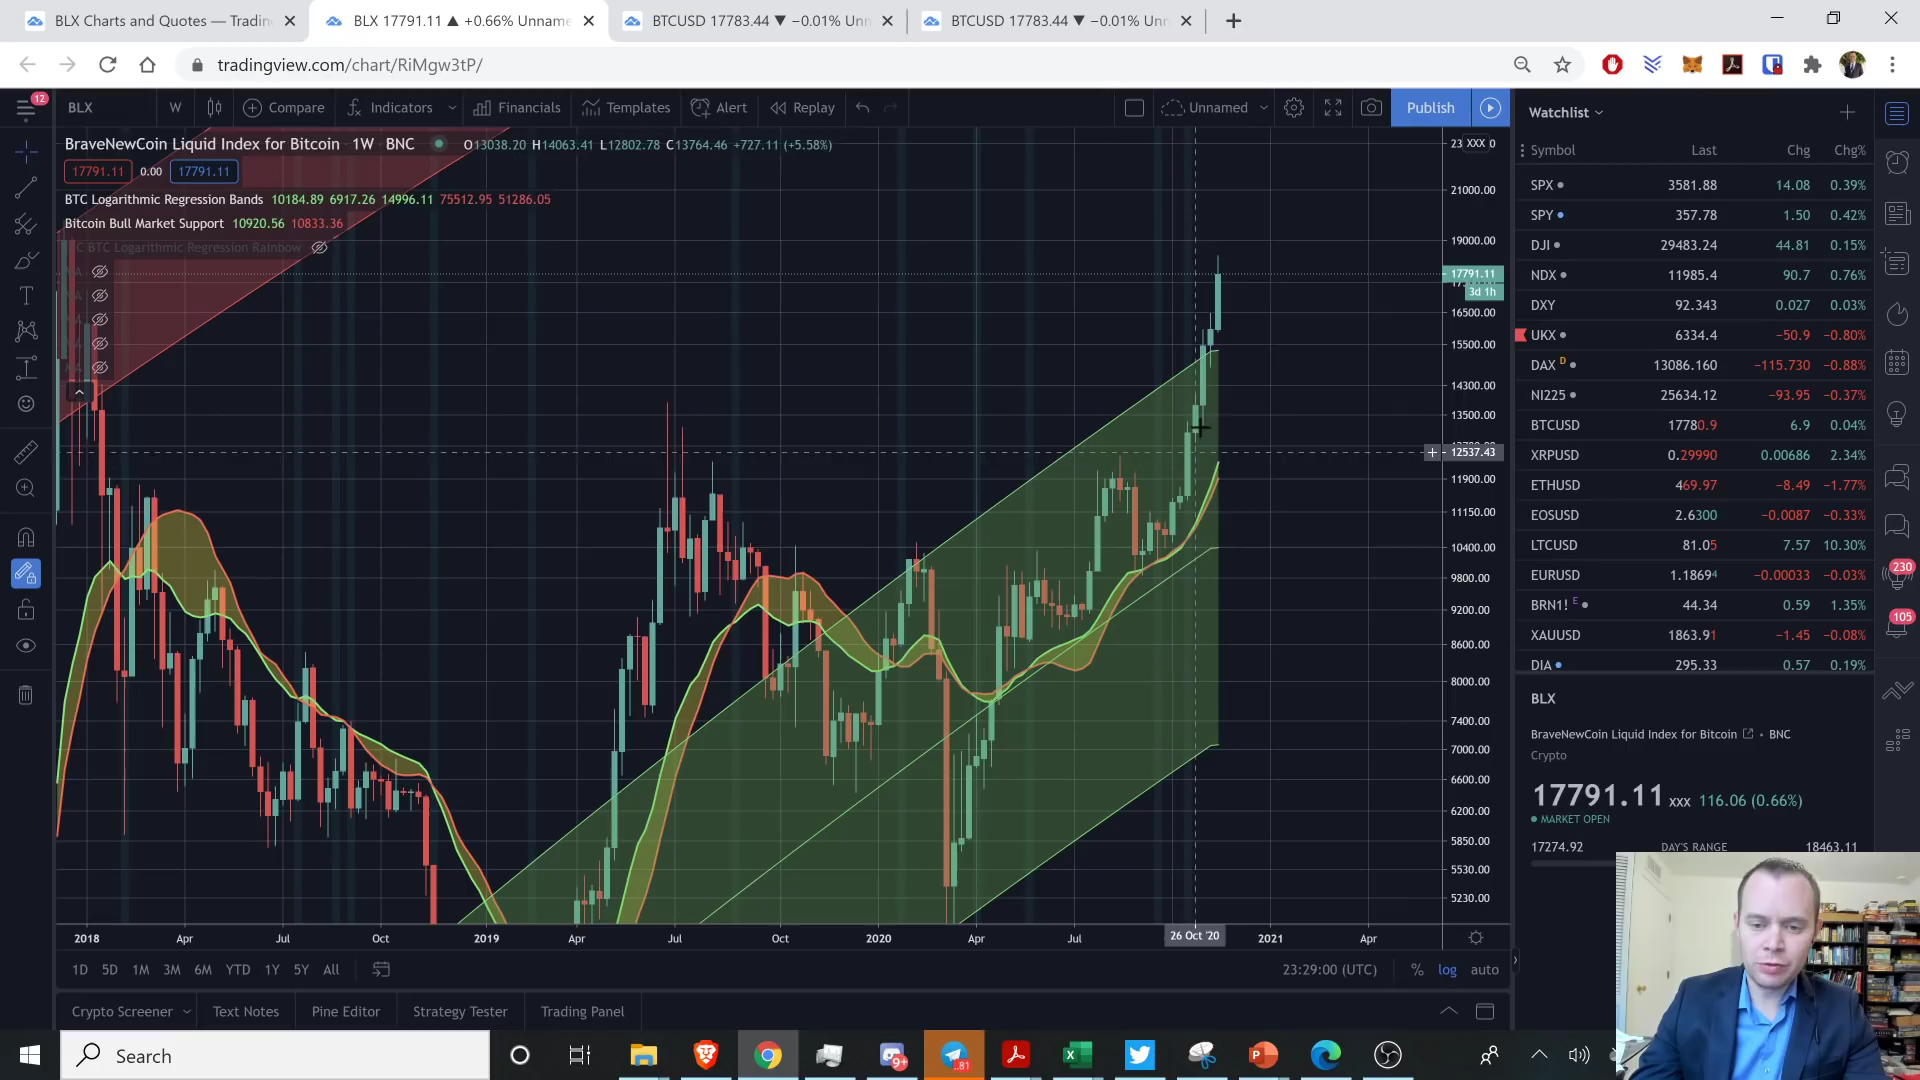 BLX Charts and Quotes — Tradin
BLX 17791.11 ▲ +0.66% Unname
BTCUSD 17783.44 ▼ −0.01% Unn
BTCUSD 17783.44 ▼ −0.01% Unn
tradingview.com/chart/RiMgw3tP/
12
BLX
W
Compare
Indicators
Financials
Templates
Alert
Replay
Unnamed
Publish
BraveNewCoin Liquid Index for Bitcoin · 1W · BNC
O13038.20 H14063.41 L12802.78 C13764.46 +727.11 (+5.58%)
17791.11 0.00 17791.11
BTC Logarithmic Regression Bands 10184.89 6917.26 14996.11 75512.95 51286.05
Bitcoin Bull Market Support 10920.56 10833.36
BTC Logarithmic Regression Rainbow
XXX
21000.00
19000.00
17791.11
3d 1h
16500.00
15500.00
14300.00
13500.00
12537.43
11900.00
11150.00
10400.00
9800.00
9200.00
8600.00
8000.00
7400.00
7000.00
6600.00
6200.00
5850.00
5530.00
5230.00
2018 Apr Jul Oct 2019 Apr Jul Oct 2020 Apr Jul 26 Oct '20 2021 Apr
1D 5D 1M 3M 6M YTD 1Y 5Y All
23:29:00 (UTC) % log auto
Crypto Screener Text Notes Pine Editor Strategy Tester Trading Panel
Watchlist
Symbol Last Chg Chg%
SPX 3581.88 14.08 0.39%
SPY 357.78 1.50 0.42%
DJI 29483.24 44.81 0.15%
NDX 11985.4 90.7 0.76%
DXY 92.343 0.027 0.03%
UKX 6334.4 −50.9 −0.80%
DAX D 13086.160 −115.730 −0.88%
NI225 25634.12 −93.95 −0.37%
BTCUSD 17780.9 6.9 0.04%
XRPUSD 0.29990 0.00686 2.34%
ETHUSD 469.97 −8.49 −1.77%
EOSUSD 2.6300 −0.0087 −0.33%
LTCUSD 81.05 7.57 10.30%
EURUSD 1.18694 −0.00033 −0.03%
BRN1! E 44.34 0.59 1.35%
XAUUSD 1863.91 −1.45 −0.08%
DIA 295.33 0.57 0.19%
230
105
BLX
BraveNewCoin Liquid Index for Bitcoin · BNC
Crypto
17791.11 XXX 116.06 (0.66%)
MARKET OPEN
17274.92 DAY'S RANGE 18463.11
Search
9+
81